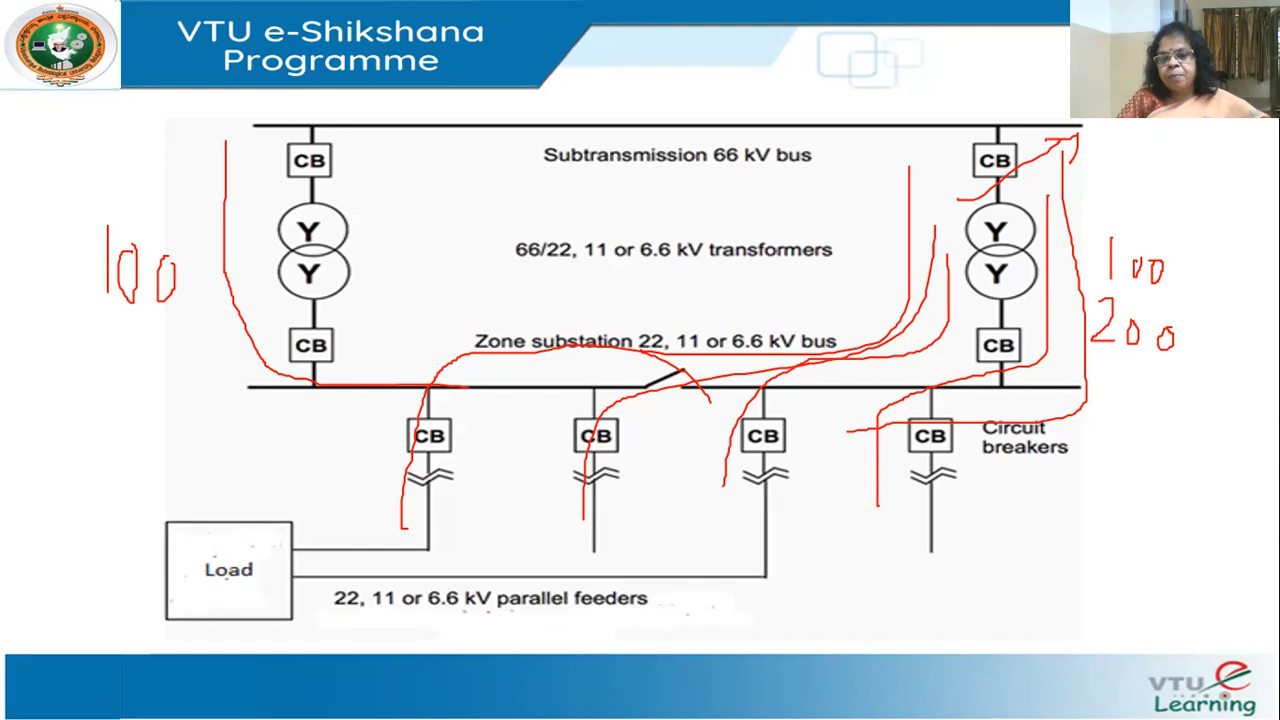 VTU e-Shikshana
Programme
CB
Subtransmission 66 kV bus
CB
Y
Y
66/22, 11 or 6.6 kV transformers
Y
Y
100
100
200
CB
Zone substation 22, 11 or 6.6 kV bus
CB
CB
CB
CB
CB
Circuit
breakers
Load
22, 11 or 6.6 kV parallel feeders
VTU e
Learning